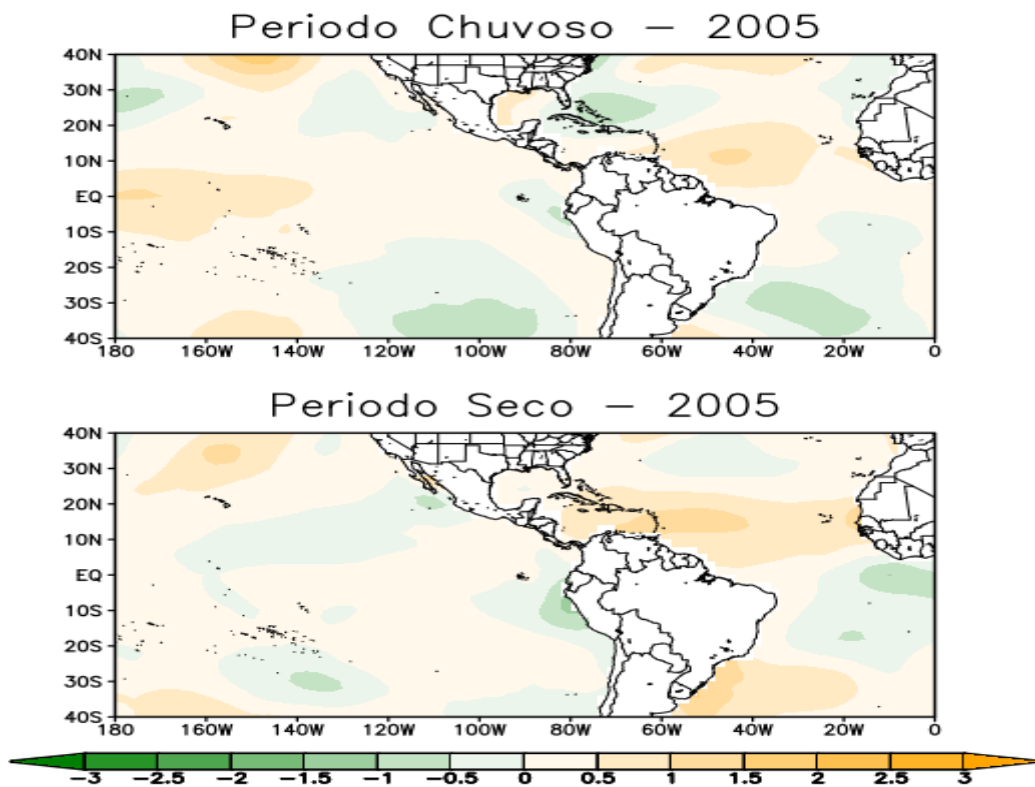 Periodo Chuvoso – 2005
40N
30N
20N
10N
EQ
10S
20S
30S
40S
180 160W 140W 120W 100W 80W 60W 40W 20W 0
Periodo Seco – 2005
40N
30N
20N
10N
EQ
10S
20S
30S
40S
180 160W 140W 120W 100W 80W 60W 40W 20W 0
−3 −2.5 −2 −1.5 −1 −0.5 0 0.5 1 1.5 2 2.5 3